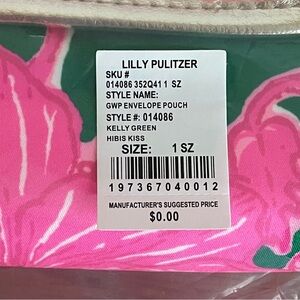 LILLY PULITZER
SKU #
014086 352Q41 1 SZ
STYLE NAME:
GWP ENVELOPE POUCH
STYLE #: 014086
KELLY GREEN
HIBIS KISS
SIZE: 1 SZ
197367040012
MANUFACTURER'S SUGGESTED PRICE
$0.00